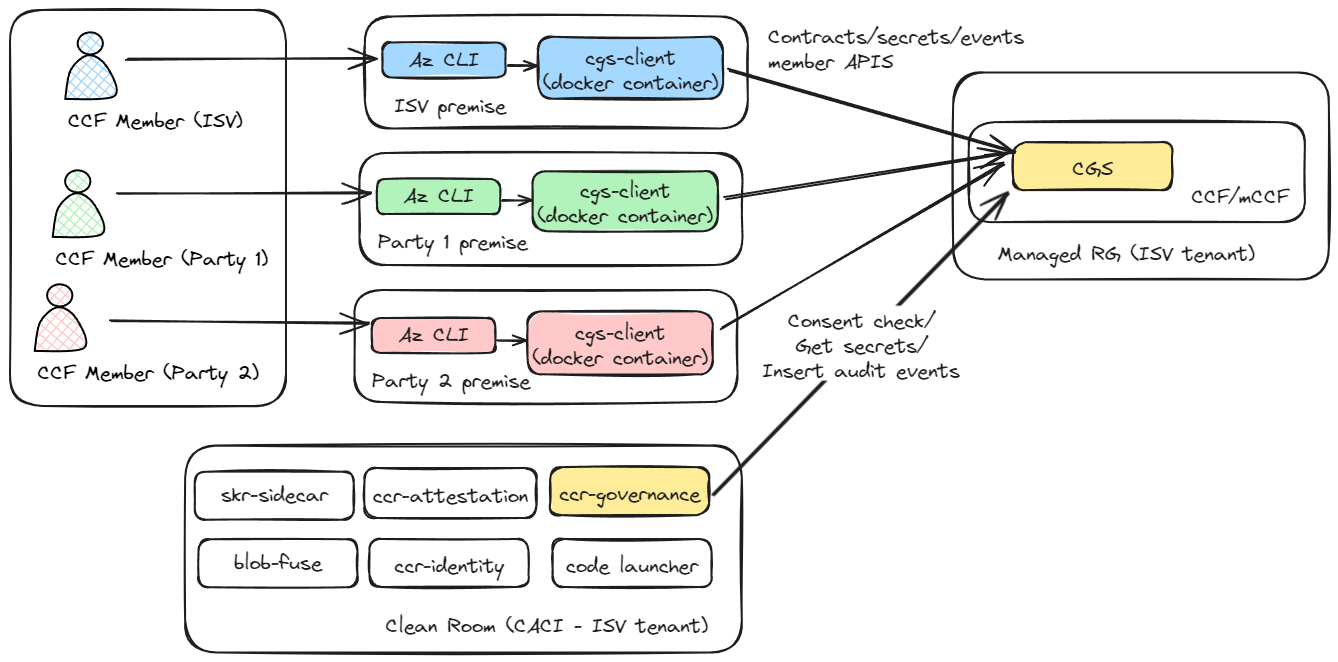 CCF Member (ISV)
CCF Member (Party 1)
CCF Member (Party 2)
Az CLI
cgs-client
(docker container)
ISV premise
Az CLI
cgs-client
(docker container)
Party 1 premise
Az CLI
cgs-client
(docker container)
Party 2 premise
Contracts/secrets/events
member APIS
CGS
CCF/mCCF
Managed RG (ISV tenant)
Consent check/
Get secrets/
Insert audit events
skr-sidecar
ccr-attestation
ccr-governance
blob-fuse
ccr-identity
code launcher
Clean Room (CACI - ISV tenant)